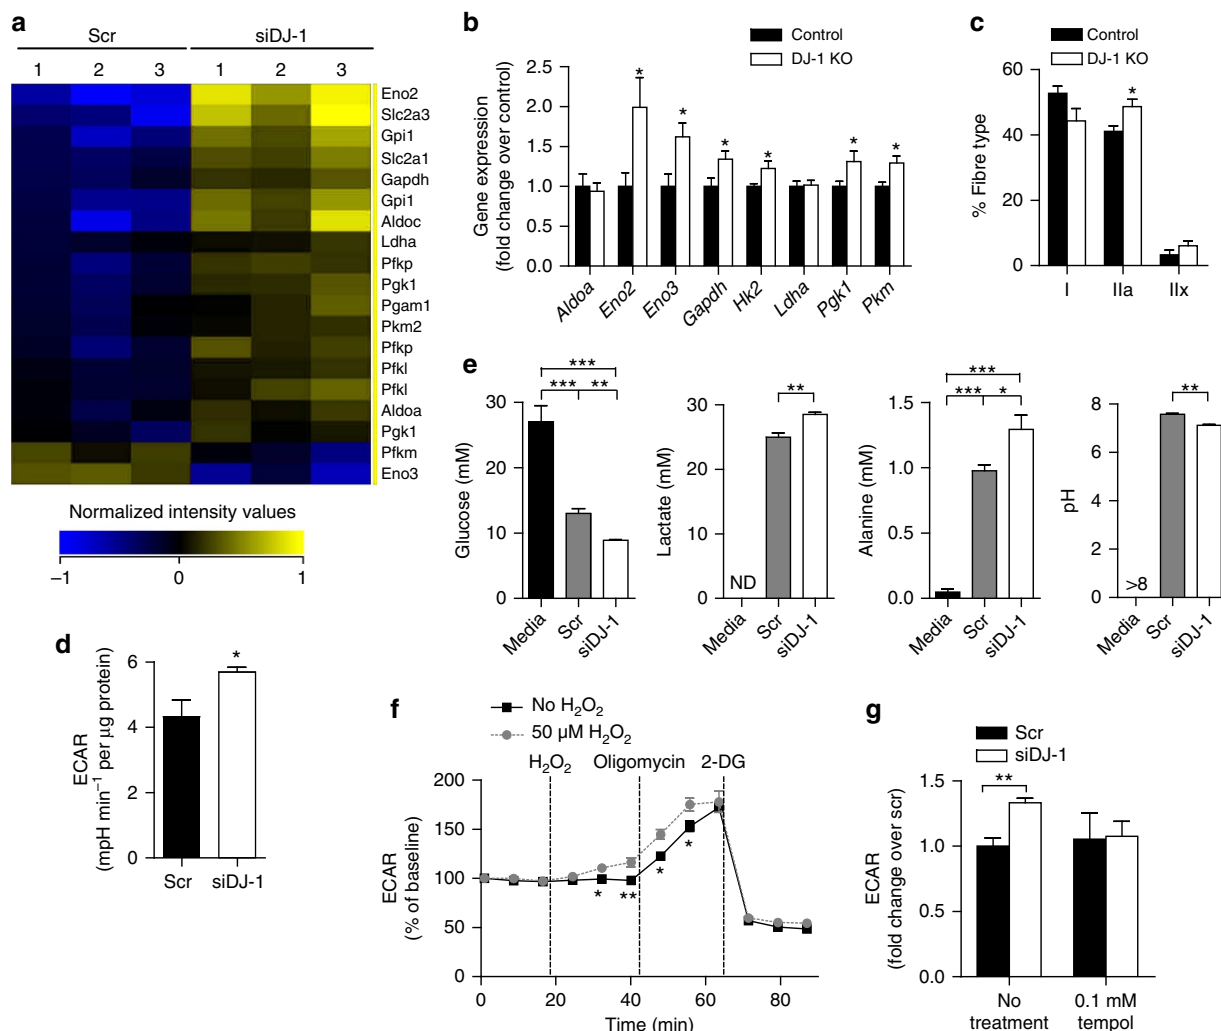 a
Scr siDJ-1
1 2 3 1 2 3
Eno2
Slc2a3
Gpi1
Slc2a1
Gapdh
Gpi1
Aldoc
Ldha
Pfkp
Pgk1
Pgam1
Pkm2
Pfkp
Pfkl
Pfkl
Aldoa
Pgk1
Pfkm
Eno3
Normalized intensity values
−1 0 1
b
Control
DJ-1 KO
Gene expression
(fold change over control)
2.5
2.0
1.5
1.0
0.5
0.0
* * * * * *
Aldoa Eno2 Eno3 Gapdh Hk2 Ldha Pgk1 Pkm
c
Control
DJ-1 KO
% Fibre type
60
40
20
0
*
I IIa IIx
d
ECAR
(mpH min−1 per µg protein)
6
4
2
0
*
Scr siDJ-1
e
Glucose (mM)
30
20
10
0
***
*** **
Media Scr siDJ-1
Lactate (mM)
30
20
10
0
**
ND
Media Scr siDJ-1
Alanine (mM)
1.5
1.0
0.5
0.0
***
*** *
Media Scr siDJ-1
pH
8
6
4
2
0
**
>8
Media Scr siDJ-1
f
No H2O2
50 µM H2O2
H2O2 Oligomycin 2-DG
ECAR
(% of baseline)
200
150
100
50
0
* ** * *
0 20 40 60 80
Time (min)
g
Scr
siDJ-1
ECAR
(fold change over scr)
1.5
1.0
0.5
0.0
**
No
treatment
0.1 mM
tempol